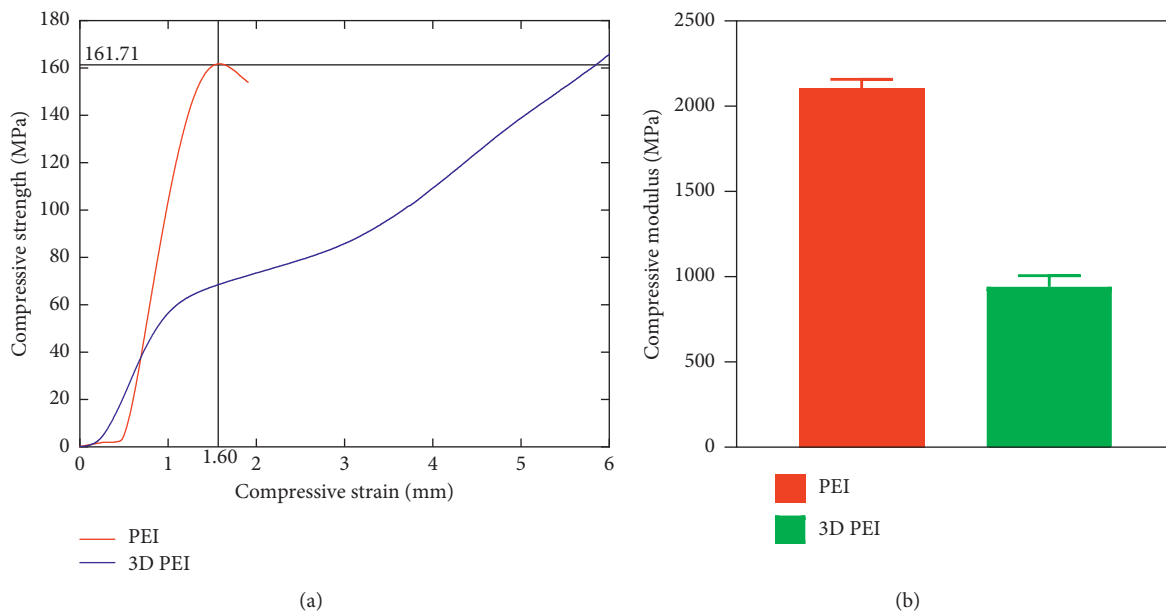 Compressive strength (MPa)
180
160
140
120
100
80
60
40
20
0
161.71
0
1
1.60
2
3
4
5
6
Compressive strain (mm)
PEI
3D PEI
(a)
Compressive modulus (MPa)
2500
2000
1500
1000
500
0
PEI
3D PEI
(b)